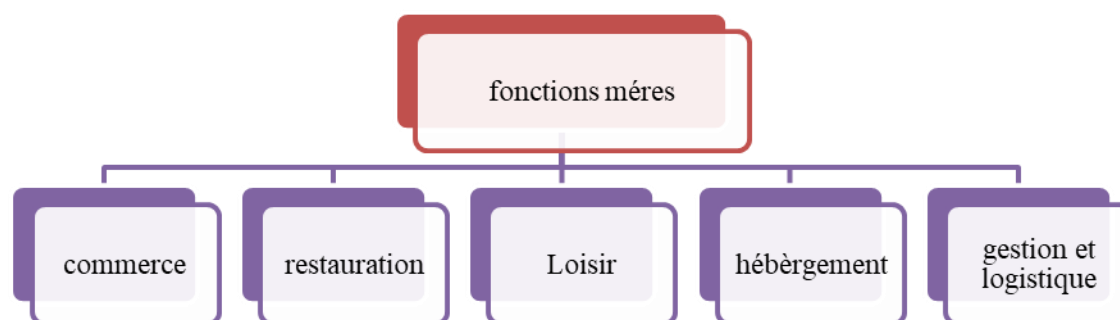 fonctions méres
commerce
restauration
Loisir
hébèrgement
gestion et
logistique